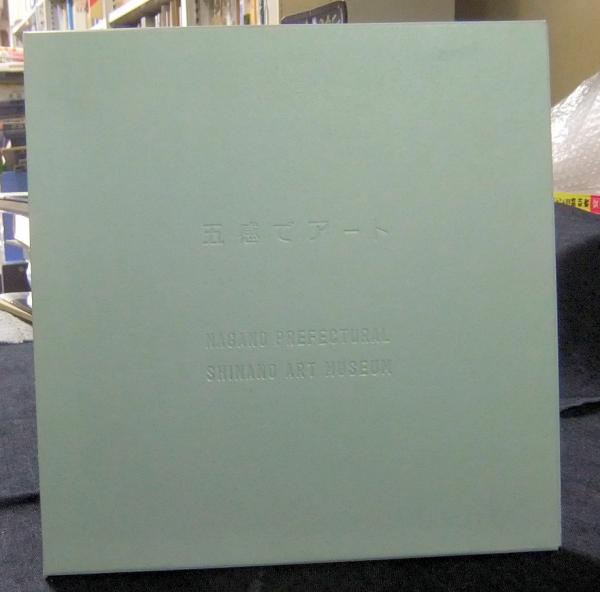 五感でアート
NAGANO PREFECTURAL
SHINANO ART MUSEUM